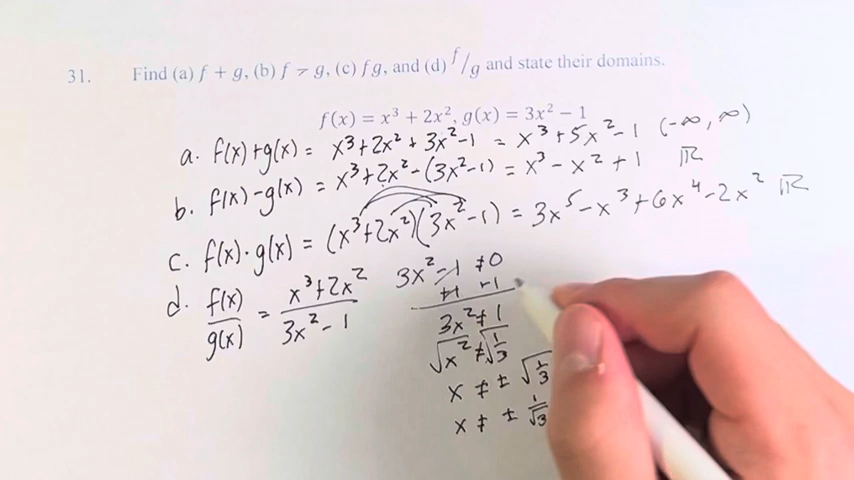 31. Find (a) f + g, (b) f - g, (c) fg, and (d) f/g and state their domains.
f(x) = x³ + 2x², g(x) = 3x² − 1
a. f(x)+g(x) = x³+2x² + 3x²-1 = x³+5x²-1 (-∞, ∞)
b. f(x)-g(x) = x³+2x²-(3x²-1) = x³-x²+1 ℝ
c. f(x)·g(x) = (x³+2x²)(3x²-1) = 3x⁵-x³+6x⁴-2x² ℝ
d. f(x)/g(x) = x³+2x²/3x²-1
3x²-1 ≠ 0
+1 +1
3x² ≠ 1
√x² ≠ √1/3
x ≠ ± √1/3
x ≠ ± 1/√3